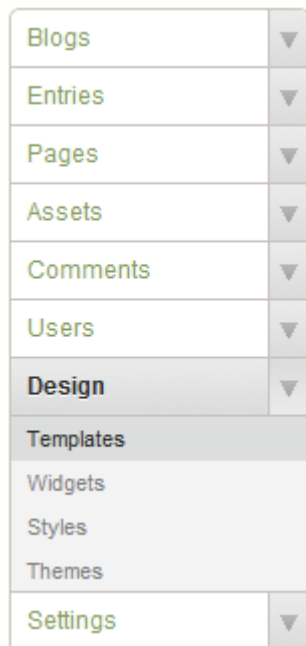 Blogs
Entries
Pages
Assets
Comments
Users
Design
Templates
Widgets
Styles
Themes
Settings